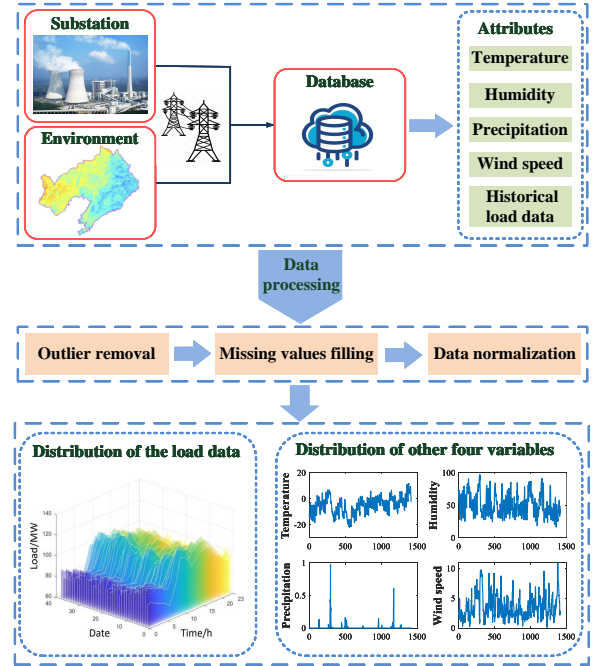 Substation
Environment
Database
Attributes
Temperature
Humidity
Precipitation
Wind speed
Historical
load data
Data
processing
Outlier removal
Missing values filling
Data normalization
Distribution of the load data
140
120
100
80
60
40
Load/MW
40
30
20
10
0
Date
0
5
10
15
20
25
Time/h
Distribution of other four variables
Temperature
20
0
-20
0
500
1000
1500
Humidity
100
50
0
0
500
1000
1500
Precipitation
1
0.5
0
0
500
1000
1500
Wind speed
10
5
0
0
500
1000
1500